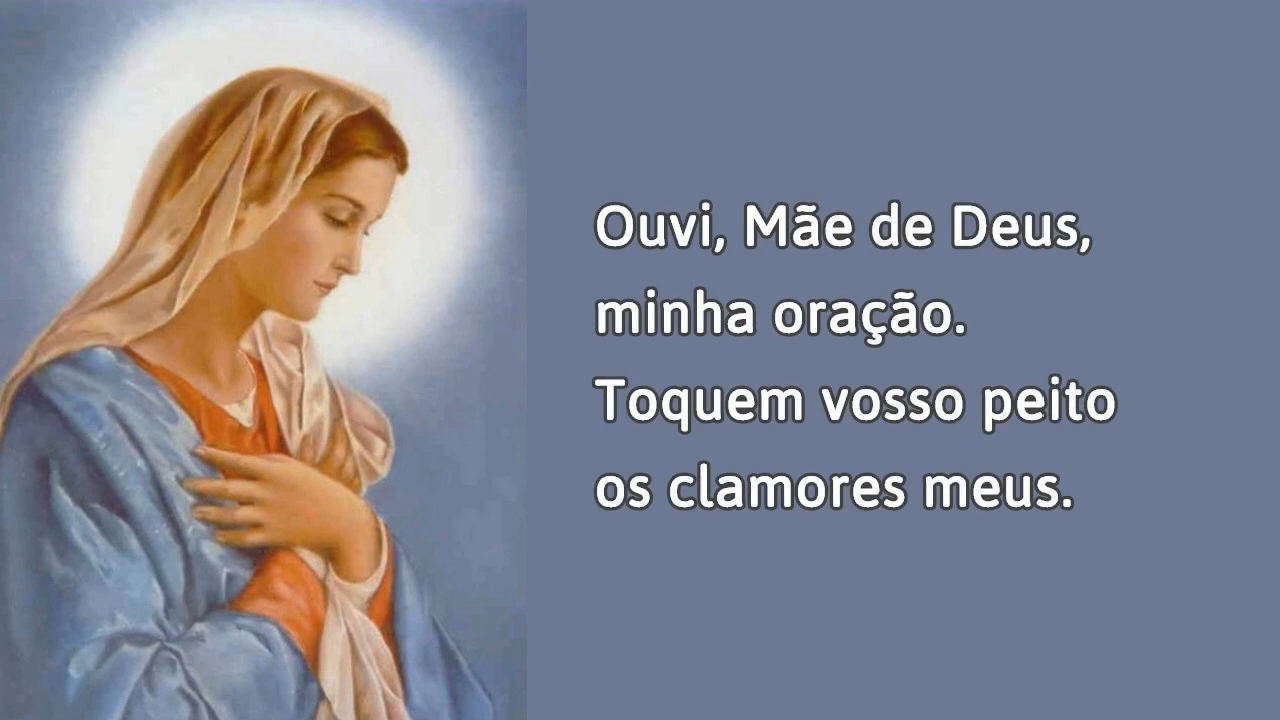 Ouvi, Mãe de Deus,
minha oração.
Toquem vosso peito
os clamores meus.